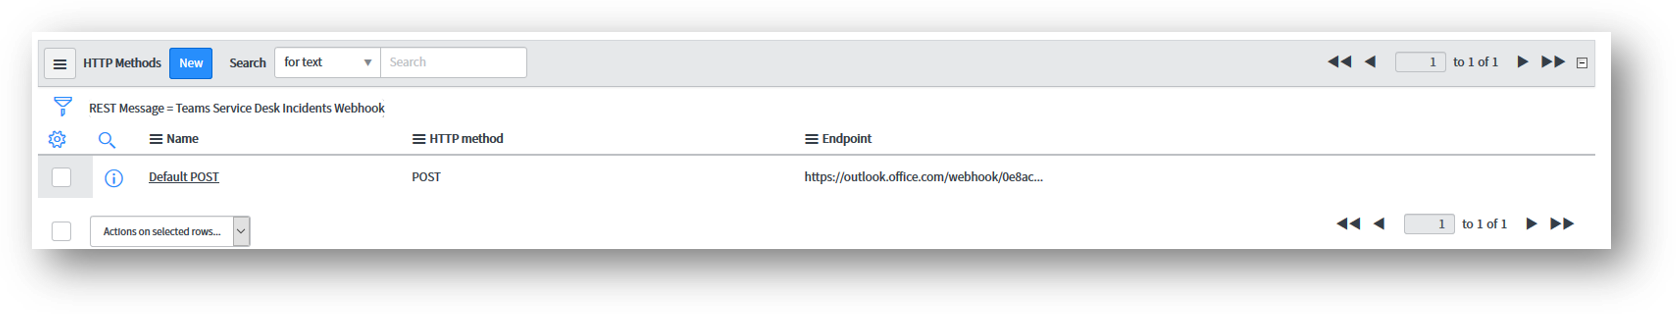 HTTP Methods New Search for text Search 1 to 1 of 1
REST Message = Teams Service Desk Incidents Webhook
Name HTTP method Endpoint
Default POST POST https://outlook.office.com/webhook/0e8ac...
Actions on selected rows... 1 to 1 of 1